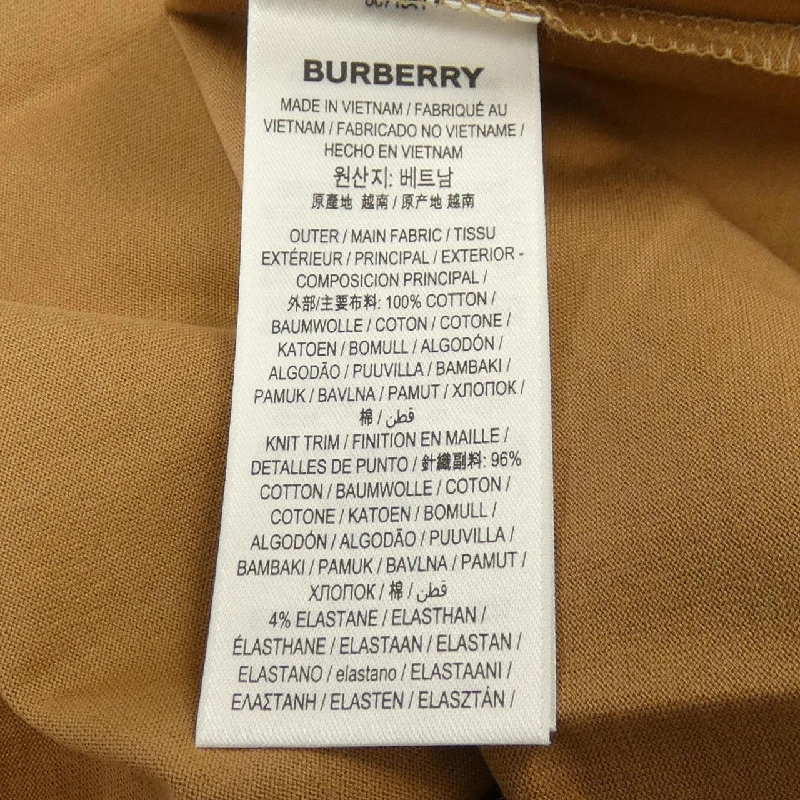 BURBERRY
MADE IN VIETNAM / FABRIQUÉ AU
VIETNAM / FABRICADO NO VIETNAME /
HECHO EN VIETNAM
원산지: 베트남
原產地 越南 / 原产地 越南
OUTER / MAIN FABRIC / TISSU
EXTÉRIEUR / PRINCIPAL / EXTERIOR -
COMPOSICION PRINCIPAL /
外部/主要布料: 100% COTTON /
BAUMWOLLE / COTON / COTONE /
KATOEN / BOMULL / ALGODÓN /
ALGODÃO / PUUVILLA / BAMBAKI /
PAMUK / BAVLNA / PAMUT / ХЛОПОК /
棉 / قطن /
KNIT TRIM / FINITION EN MAILLE /
DETALLES DE PUNTO / 針織副料: 96%
COTTON / BAUMWOLLE / COTON /
COTONE / KATOEN / BOMULL /
ALGODÓN / ALGODÃO / PUUVILLA /
BAMBAKI / PAMUK / BAVLNA / PAMUT /
ХЛОПОК / 棉 / قطن /
4% ELASTANE / ELASTHAN /
ÉLASTHANE / ELASTAAN / ELASTAN /
ELASTANO / elastano / ELASTAANI /
ΕΛΑΣΤΑΝΗ / ELASTEN / ELASZTÁN /